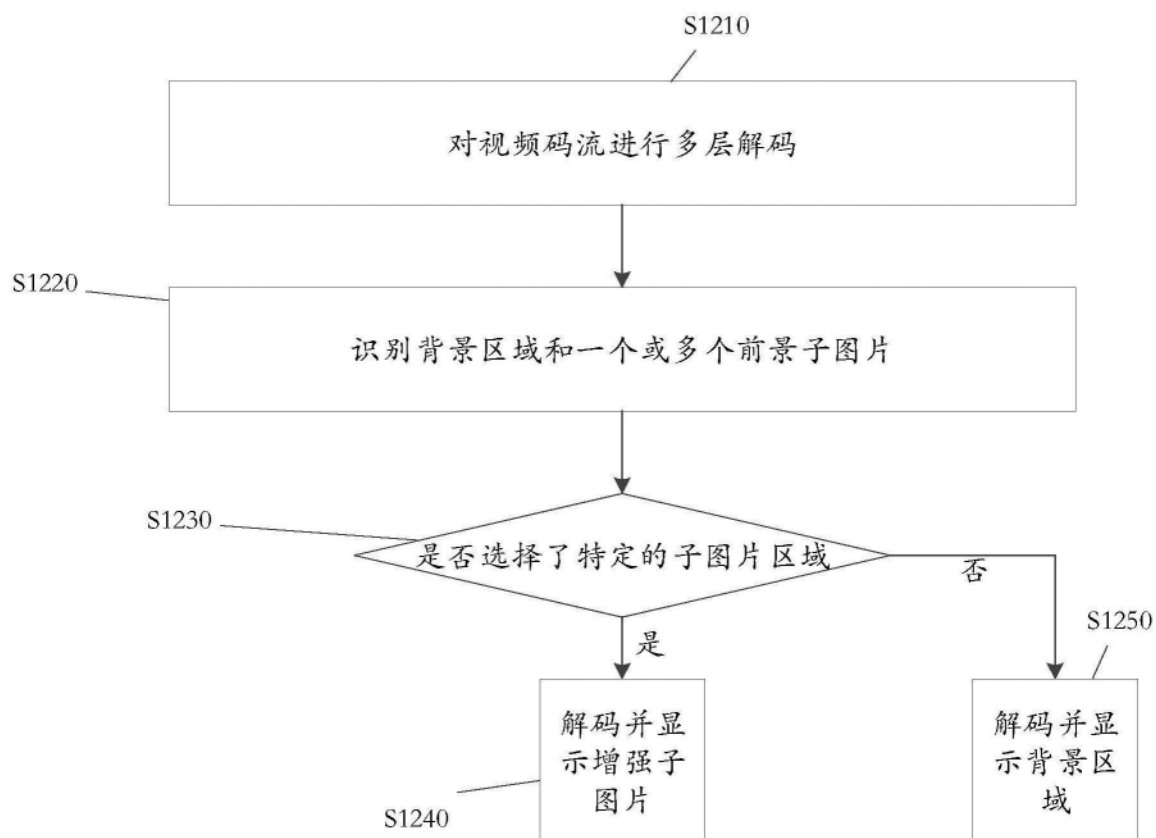 S1210
对视频码流进行多层解码
S1220
识别背景区域和一个或多个前景子图片
S1230
是否选择了特定的子图片区域
否
是
S1250
解码并显
示增强子
图片
S1240
解码并显
示背景区
域